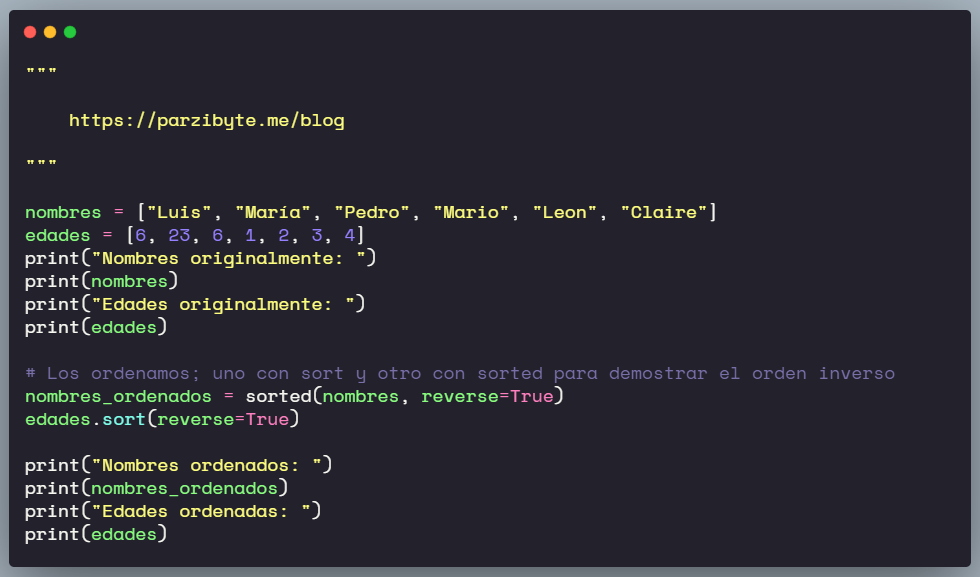 """
https://parzibyte.me/blog
"""
nombres = ["Luis", "María", "Pedro", "Mario", "Leon", "Claire"]
edades = [6, 23, 6, 1, 2, 3, 4]
print("Nombres originalmente: ")
print(nombres)
print("Edades originalmente: ")
print(edades)
# Los ordenamos; uno con sort y otro con sorted para demostrar el orden inverso
nombres_ordenados = sorted(nombres, reverse=True)
edades.sort(reverse=True)
print("Nombres ordenados: ")
print(nombres_ordenados)
print("Edades ordenadas: ")
print(edades)